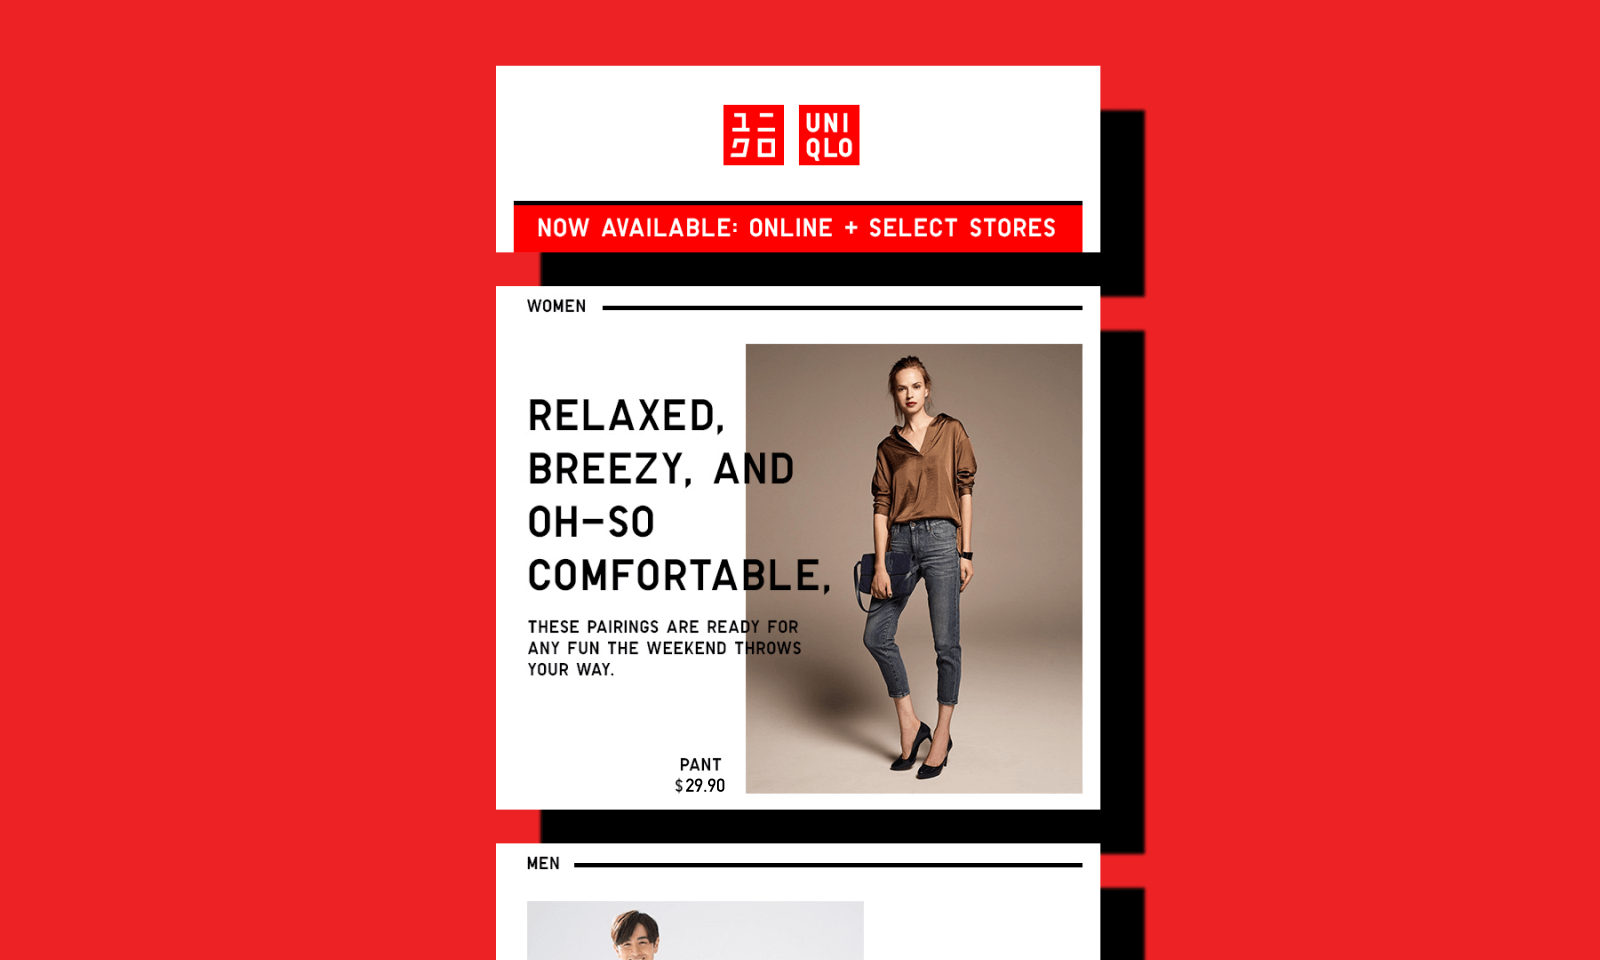 ユニ
クロ
UNI
QLO
NOW AVAILABLE: ONLINE + SELECT STORES
WOMEN
RELAXED,
BREEZY, AND
OH-SO
COMFORTABLE,
THESE PAIRINGS ARE READY FOR
ANY FUN THE WEEKEND THROWS
YOUR WAY.
PANT
$29.90
MEN